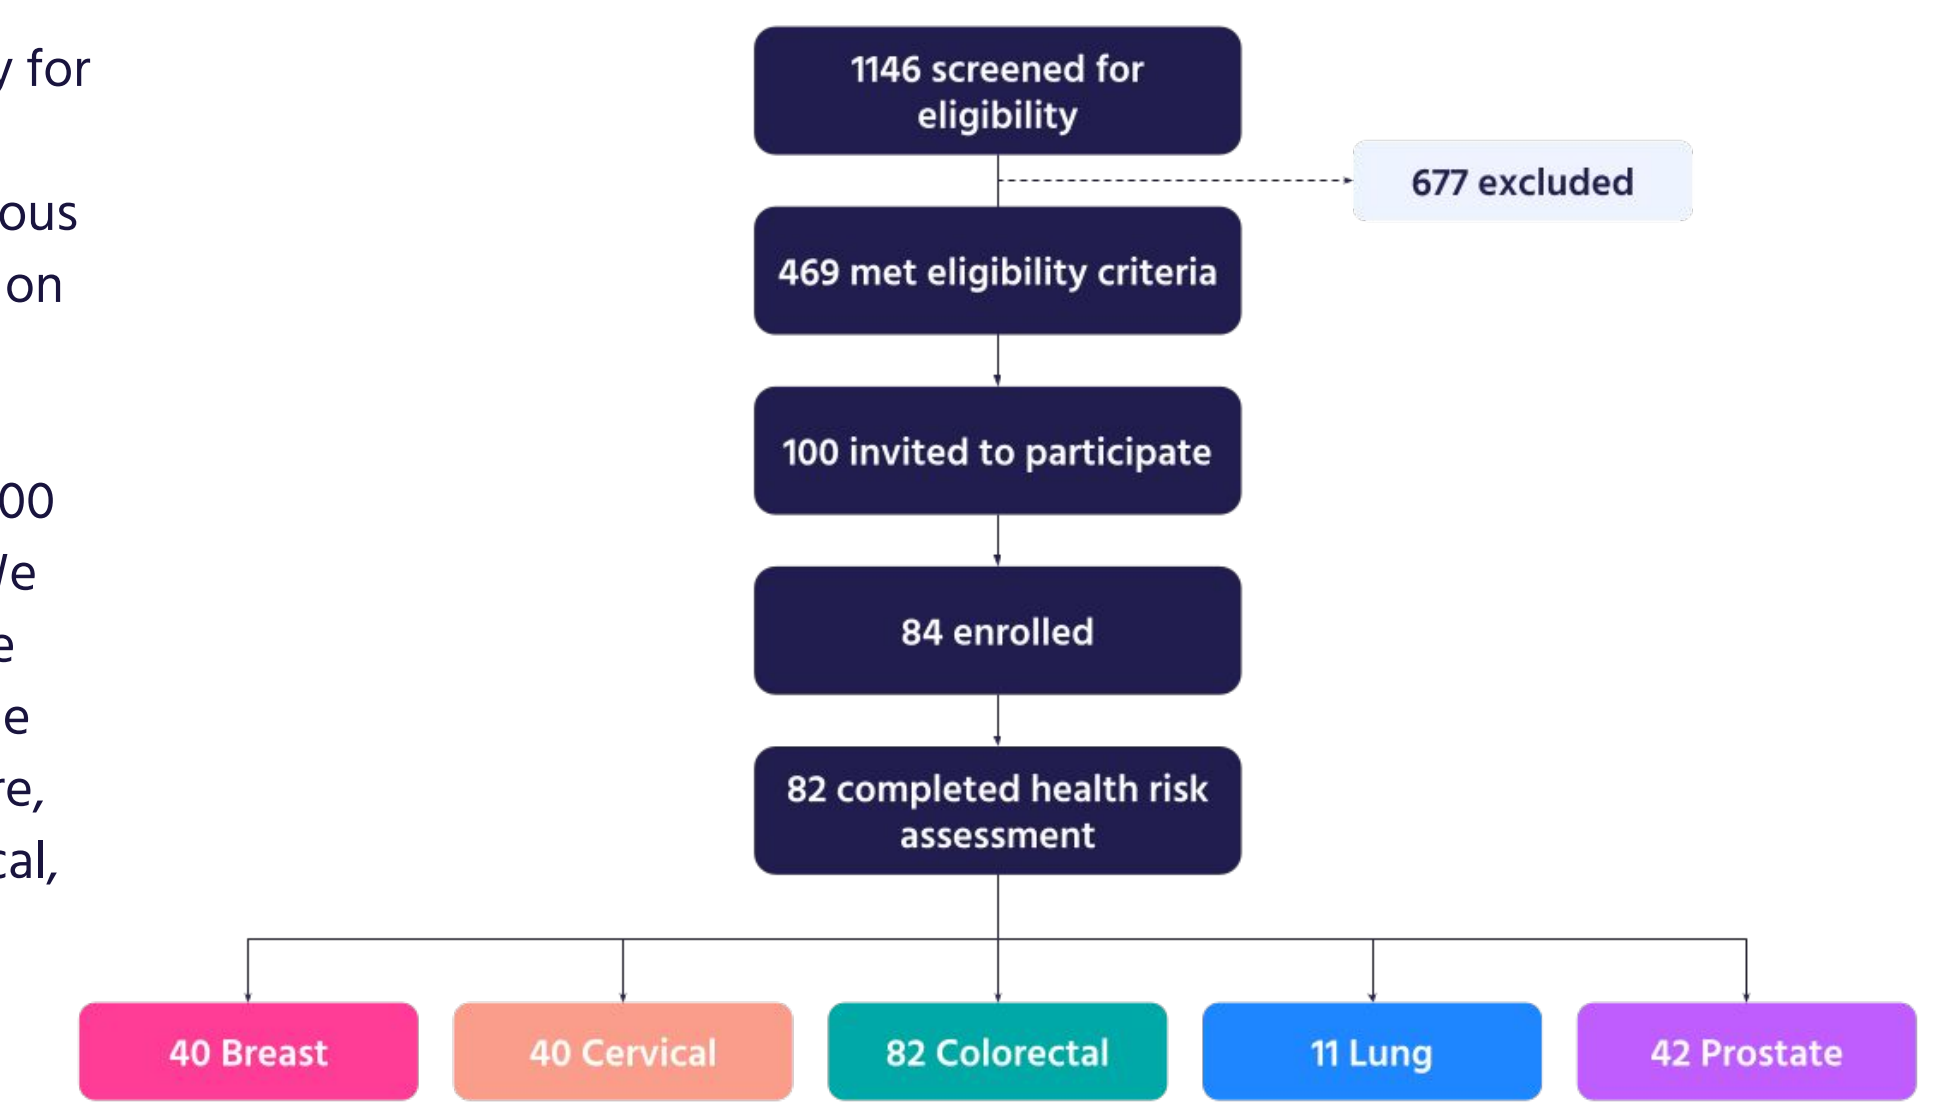 y for
ous
on
00
We
e
e
re,
cal,
1146 screened for
eligibility
677 excluded
469 met eligibility criteria
100 invited to participate
84 enrolled
82 completed health risk
assessment
40 Breast
40 Cervical
82 Colorectal
11 Lung
42 Prostate